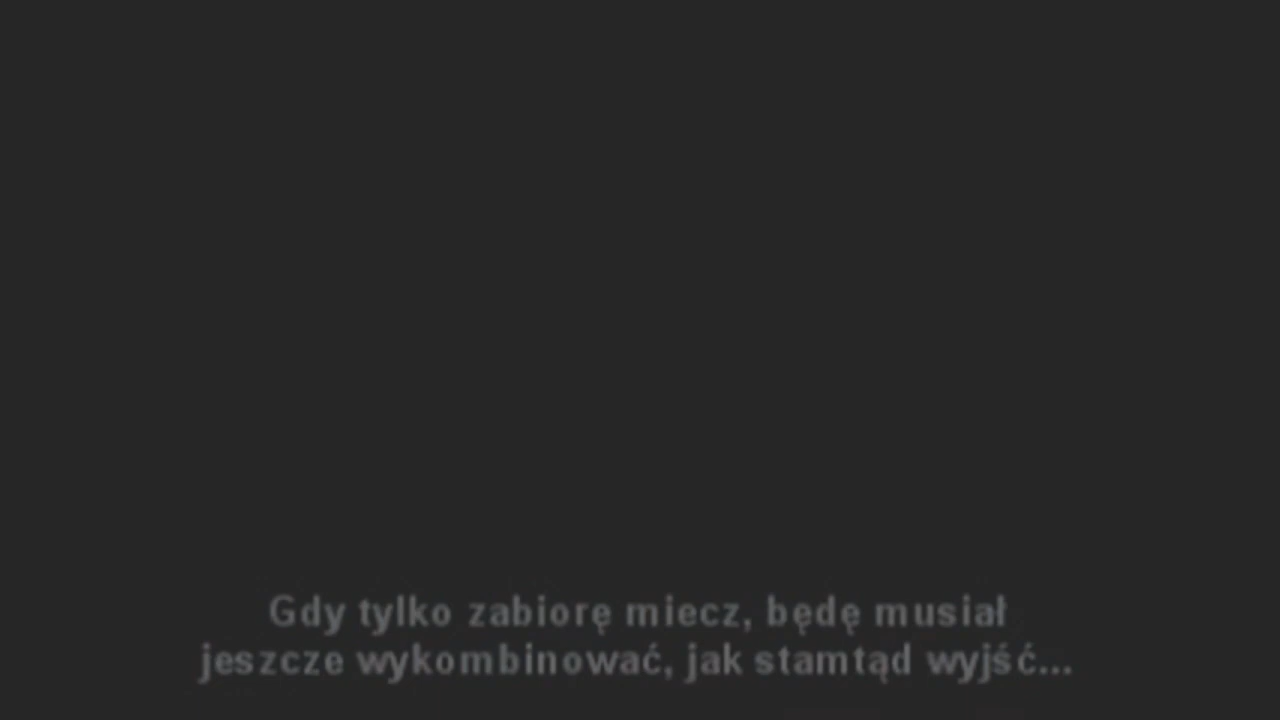 Gdy tylko zabiorę miecz, będę musiał
jeszcze wykombinować, jak stamtąd wyjść...